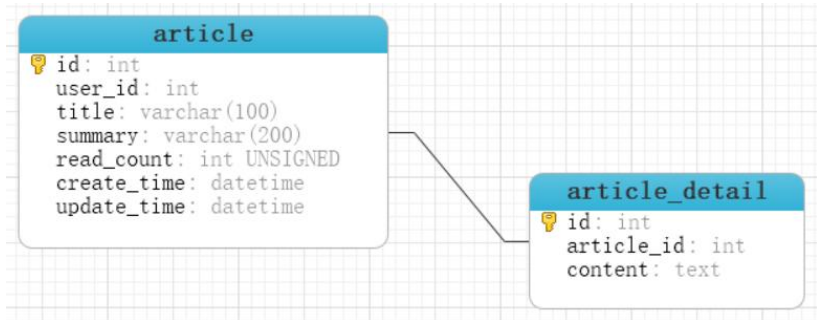 article
id: int
user_id: int
title: varchar(100)
summary: varchar(200)
read_count: int UNSIGNED
create_time: datetime
update_time: datetime
article_detail
id: int
article_id: int
content: text